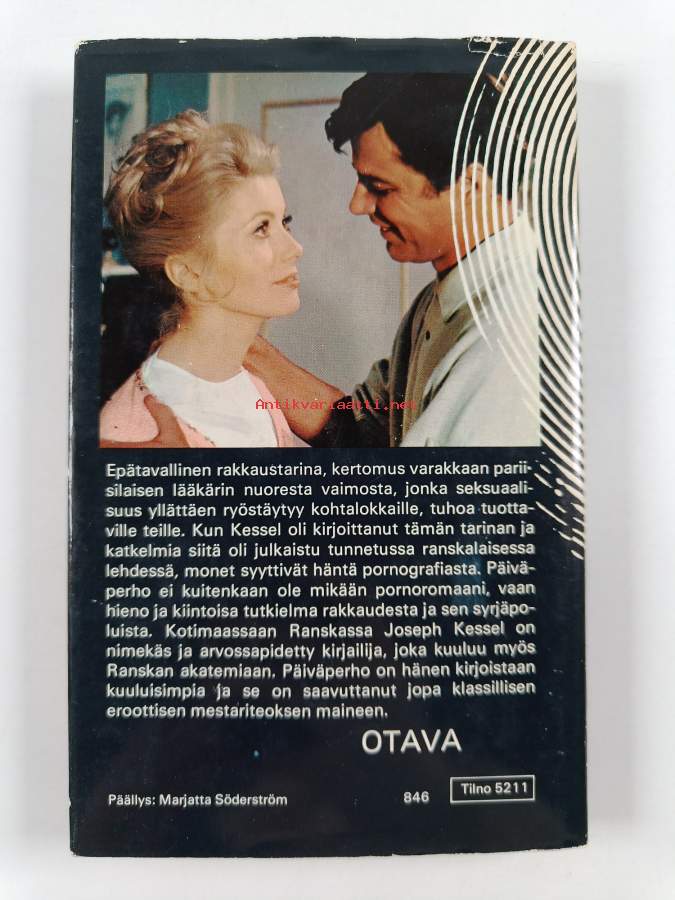 Antikvariaatti.net
Epätavallinen rakkaustarina, kertomus varakkaan parii-
silaisen lääkärin nuoresta vaimosta, jonka seksuaali-
suus yllättäen ryöstäytyy kohtalokkaille, tuhoa tuotta-
ville teille. Kun Kessel oli kirjoittanut tämän tarinan ja
katkelmia siitä oli julkaistu tunnetussa ranskalaisessa
lehdessä, monet syyttivät häntä pornografiasta. Päivä-
perho ei kuitenkaan ole mikään pornoromaani, vaan
hieno ja kiintoisa tutkielma rakkaudesta ja sen syrjäpo-
luista. Kotimaassaan Ranskassa Joseph Kessel on
nimekäs ja arvossapidetty kirjailija, joka kuuluu myös
Ranskan akatemiaan. Päiväperho on hänen kirjoistaan
kuuluisimpia ja se on saavuttanut jopa klassillisen
eroottisen mestariteoksen maineen.
OTAVA
Päällys: Marjatta Söderström 846 Tilno 5211